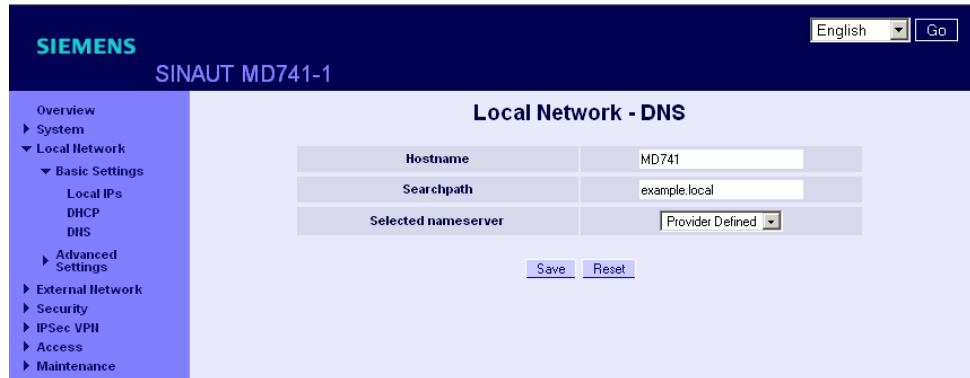 English
Go
SIEMENS
SINAUT MD741-1
Overview
System
Local Network
Basic Settings
Local IPs
DHCP
DNS
Advanced
Settings
External Network
Security
IPSec VPN
Access
Maintenance
Local Network - DNS
Hostname MD741
Searchpath example.local
Selected nameserver Provider Defined
Save Reset